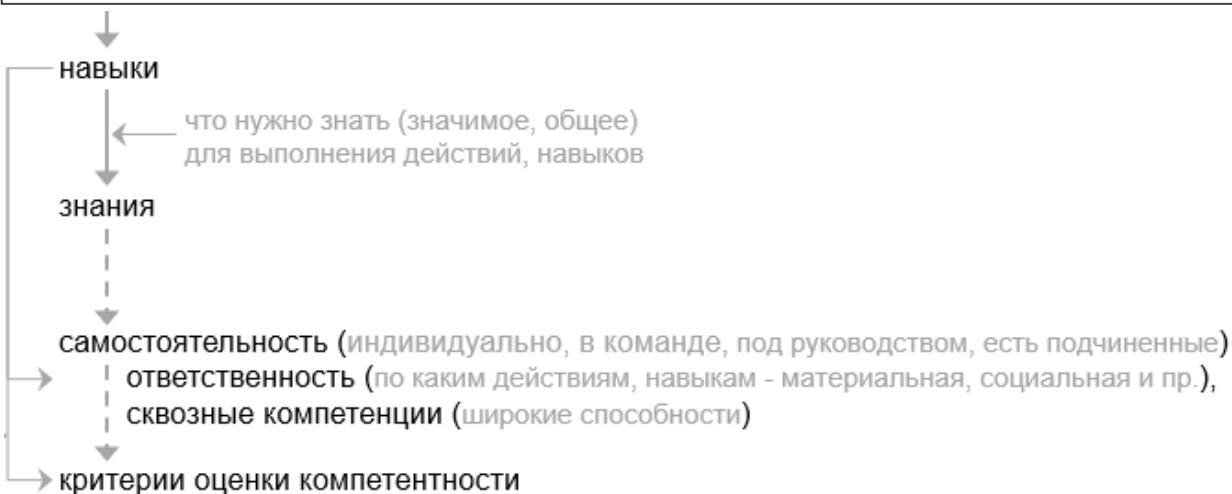 навыки
что нужно знать (значимое, общее)
для выполнения действий, навыков
знания
самостоятельность (индивидуально, в команде, под руководством, есть подчиненные)
ответственность (по каким действиям, навыкам - материальная, социальная и пр.),
сквозные компетенции (широкие способности)
критерии оценки компетентности